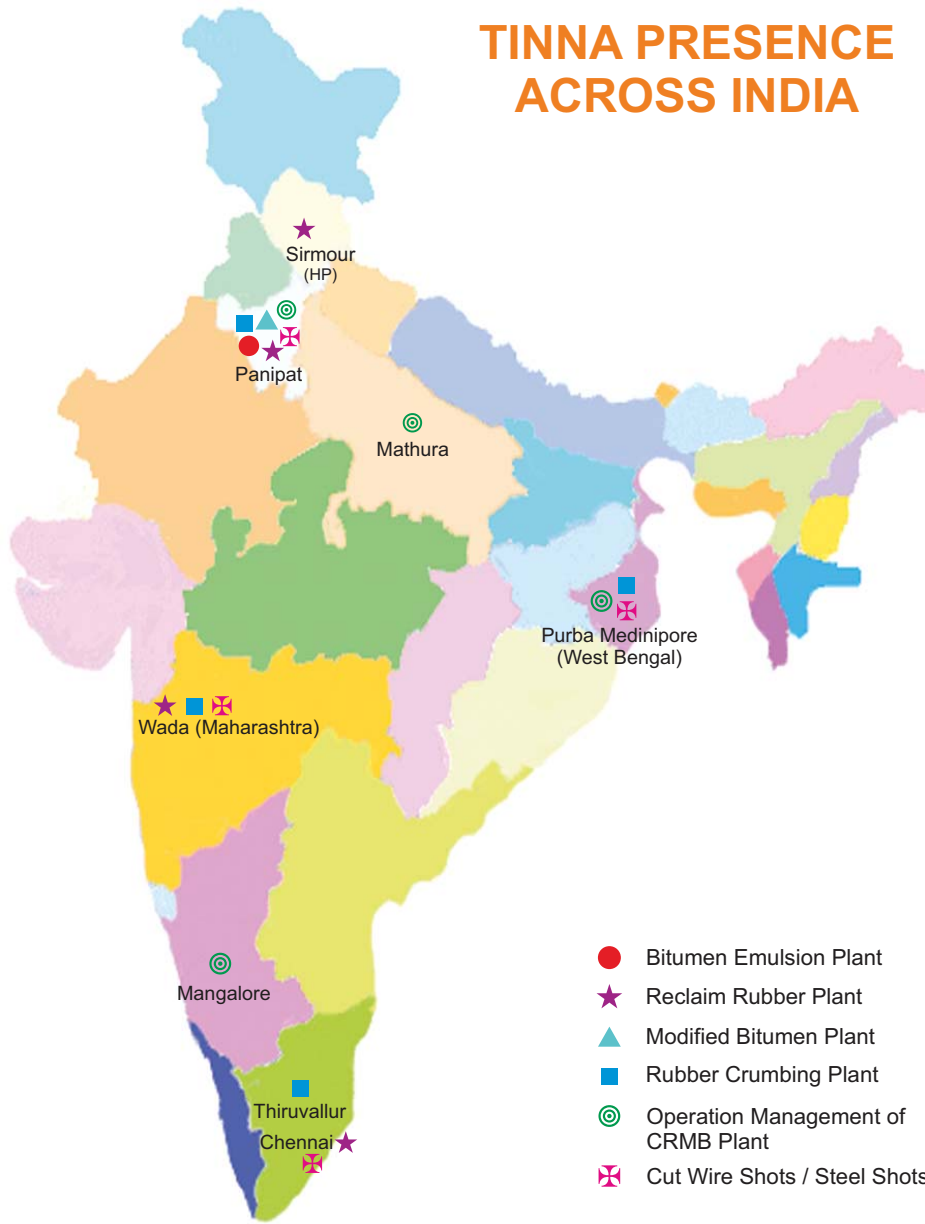 TINNA PRESENCE
ACROSS INDIA
Sirmour
(HP)
Panipat
Mathura
Purba Medinipore
(West Bengal)
Wada (Maharashtra)
Mangalore
Thiruvallur
Chennai
Bitumen Emulsion Plant
Reclaim Rubber Plant
Modified Bitumen Plant
Rubber Crumbing Plant
Operation Management of
CRMB Plant
Cut Wire Shots / Steel Shots